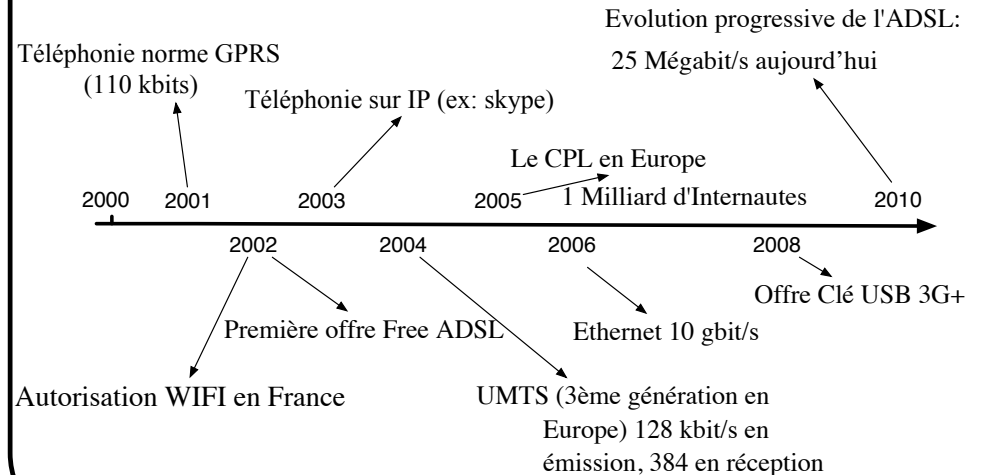 Evolution progressive de l'ADSL:
25 Mégabit/s aujourd’hui
Téléphonie norme GPRS
(110 kbits)
Téléphonie sur IP (ex: skype)
Le CPL en Europe
1 Milliard d'Internautes
2000 2001 2003 2005 2010
2002 2004 2006 2008
Offre Clé USB 3G+
Première offre Free ADSL
Ethernet 10 gbit/s
Autorisation WIFI en France
UMTS (3ème génération en
Europe) 128 kbit/s en
émission, 384 en réception